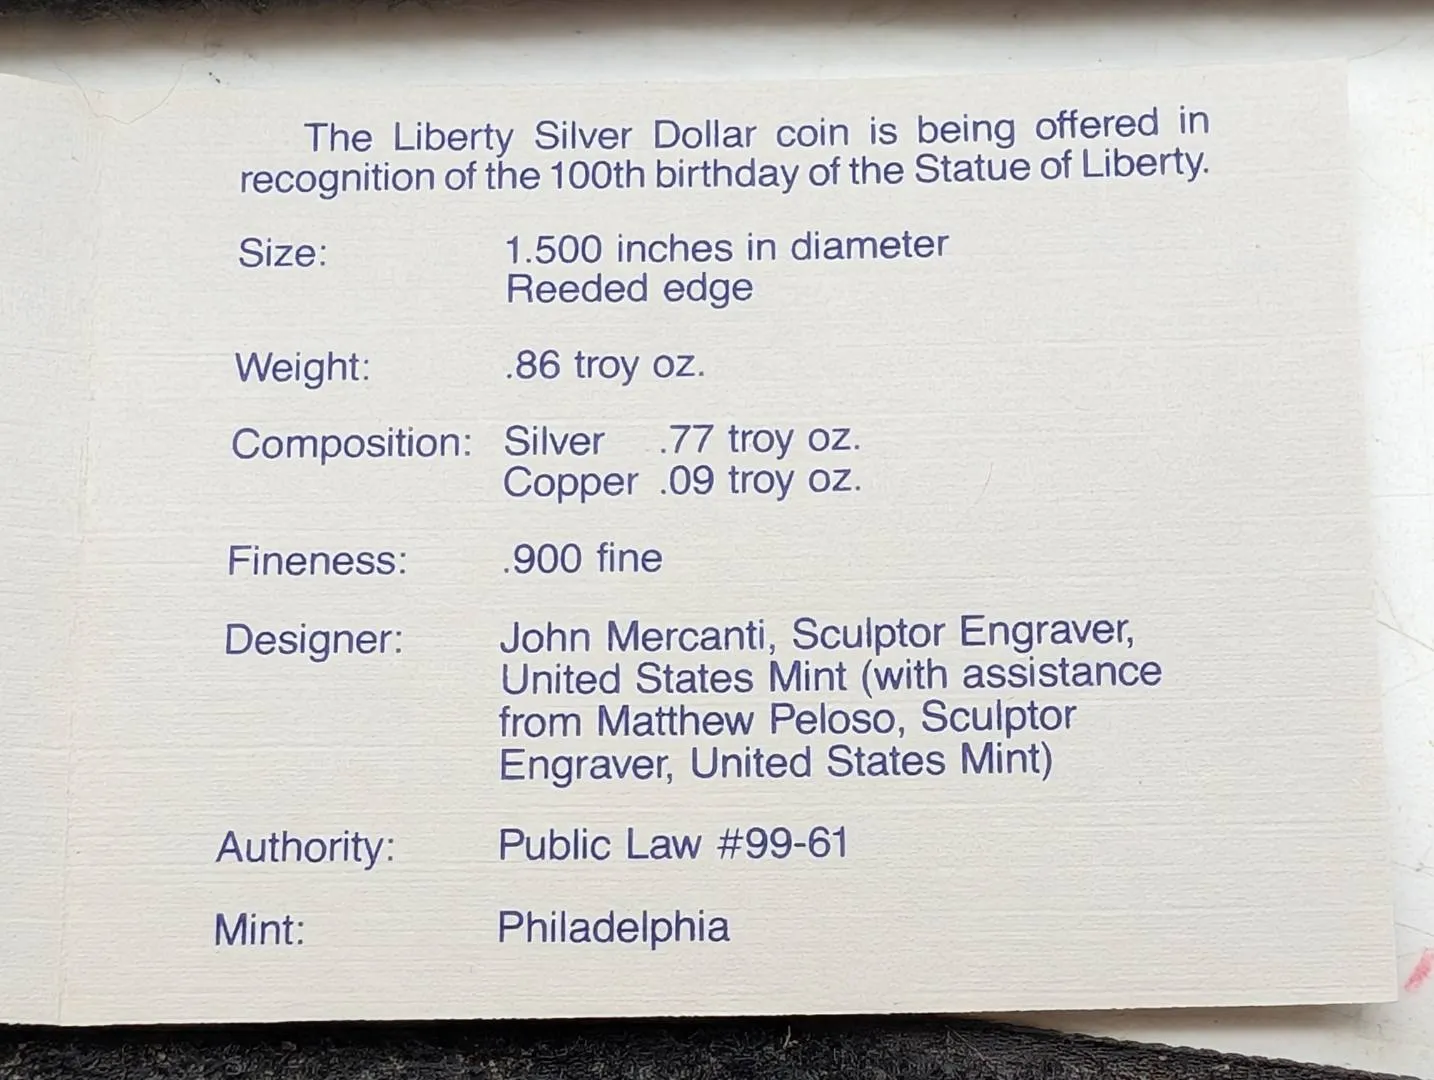 The Liberty Silver Dollar coin is being offered in
recognition of the 100th birthday of the Statue of Liberty.
Size: 1.500 inches in diameter
Reeded edge
Weight: .86 troy oz.
Composition: Silver .77 troy oz.
Copper .09 troy oz.
Fineness: .900 fine
Designer: John Mercanti, Sculptor Engraver,
United States Mint (with assistance
from Matthew Peloso, Sculptor
Engraver, United States Mint)
Authority: Public Law #99-61
Mint: Philadelphia